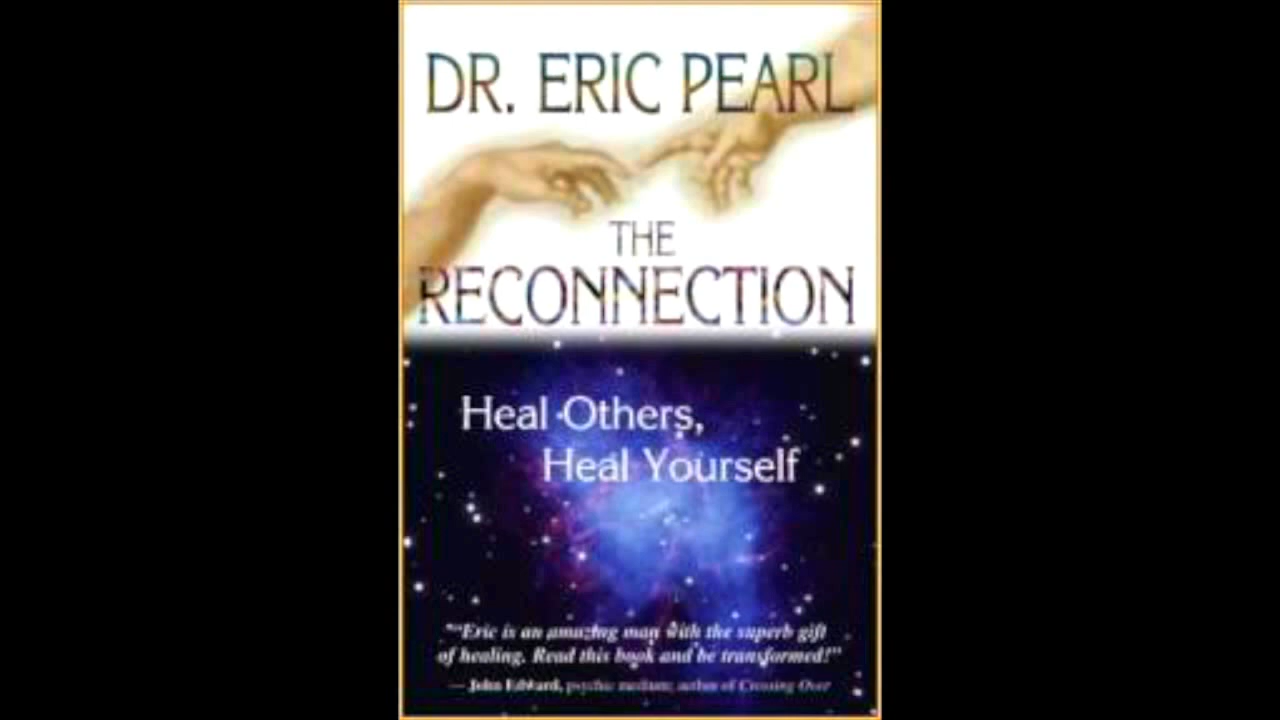 DR. ERIC PEARL
THE
RECONNECTION
Heal Others,
Heal Yourself
"“Eric is an amazing man with the superb gift
of healing. Read this book and be transformed!”
— John Edward, psychic medium; author of Crossing Over